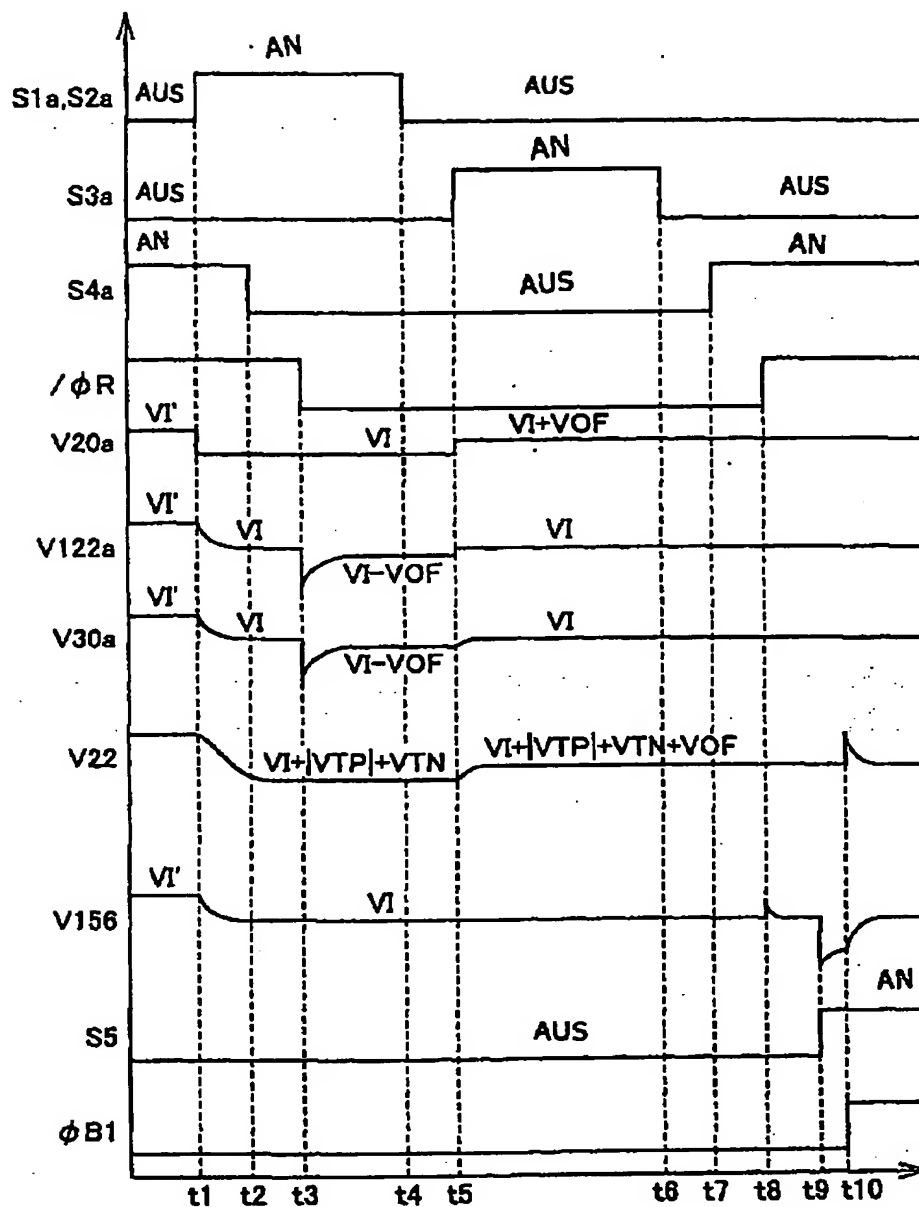 AN
S1a,S2a AUS AUS
AN
S3a AUS AUS
AN AN
S4a AUS
/φR
VI'
V20a VI VI+VOF
VI'
V122a VI VI-VOF VI
VI'
V30a VI VI-VOF VI
V22 VI+|VTP|+VTN VI+|VTP|+VTN+VOF
VI'
V156 VI
AN
S5 AUS
φB1
t1 t2 t3 t4 t5 t6 t7 t8 t9 t10